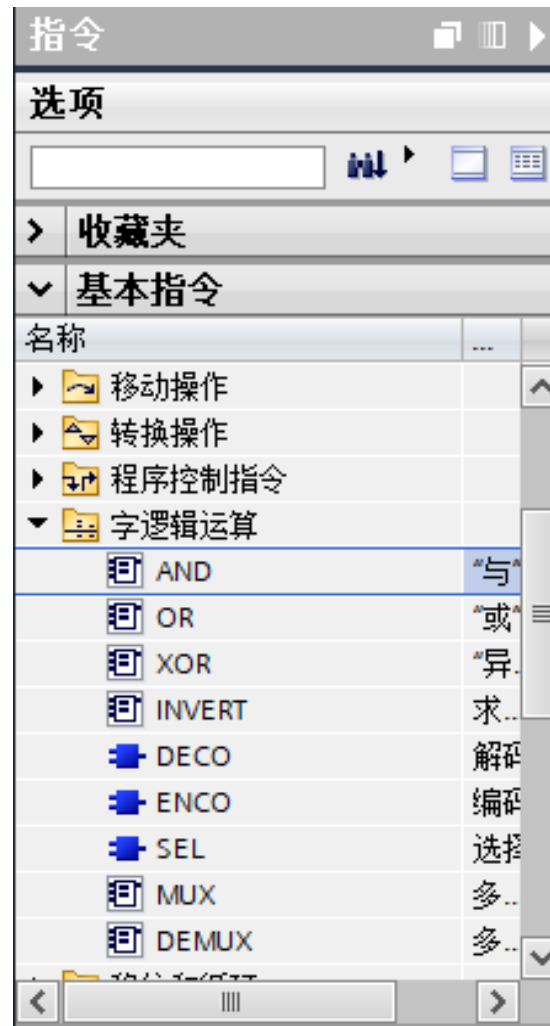 指令
选项
收藏夹
基本指令
名称 ...
移动操作
转换操作
程序控制指令
字逻辑运算
AND "与"
OR "或"
XOR "异...
INVERT 求...
DECO 解码
ENCO 编码
SEL 选择
MUX 多...
DEMUX 多...